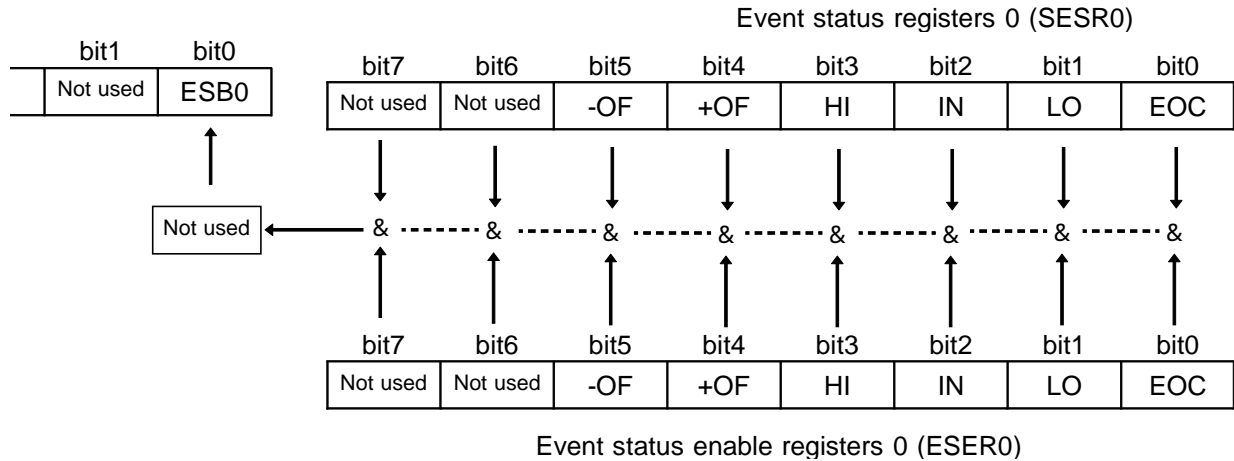 Event status registers 0 (SESR0)
bit1 bit0
Not used ESB0
bit7 bit6 bit5 bit4 bit3 bit2 bit1 bit0
Not used Not used -OF +OF HI IN LO EOC
Not used
& & & & & & & &
bit7 bit6 bit5 bit4 bit3 bit2 bit1 bit0
Not used Not used -OF +OF HI IN LO EOC
Event status enable registers 0 (ESER0)